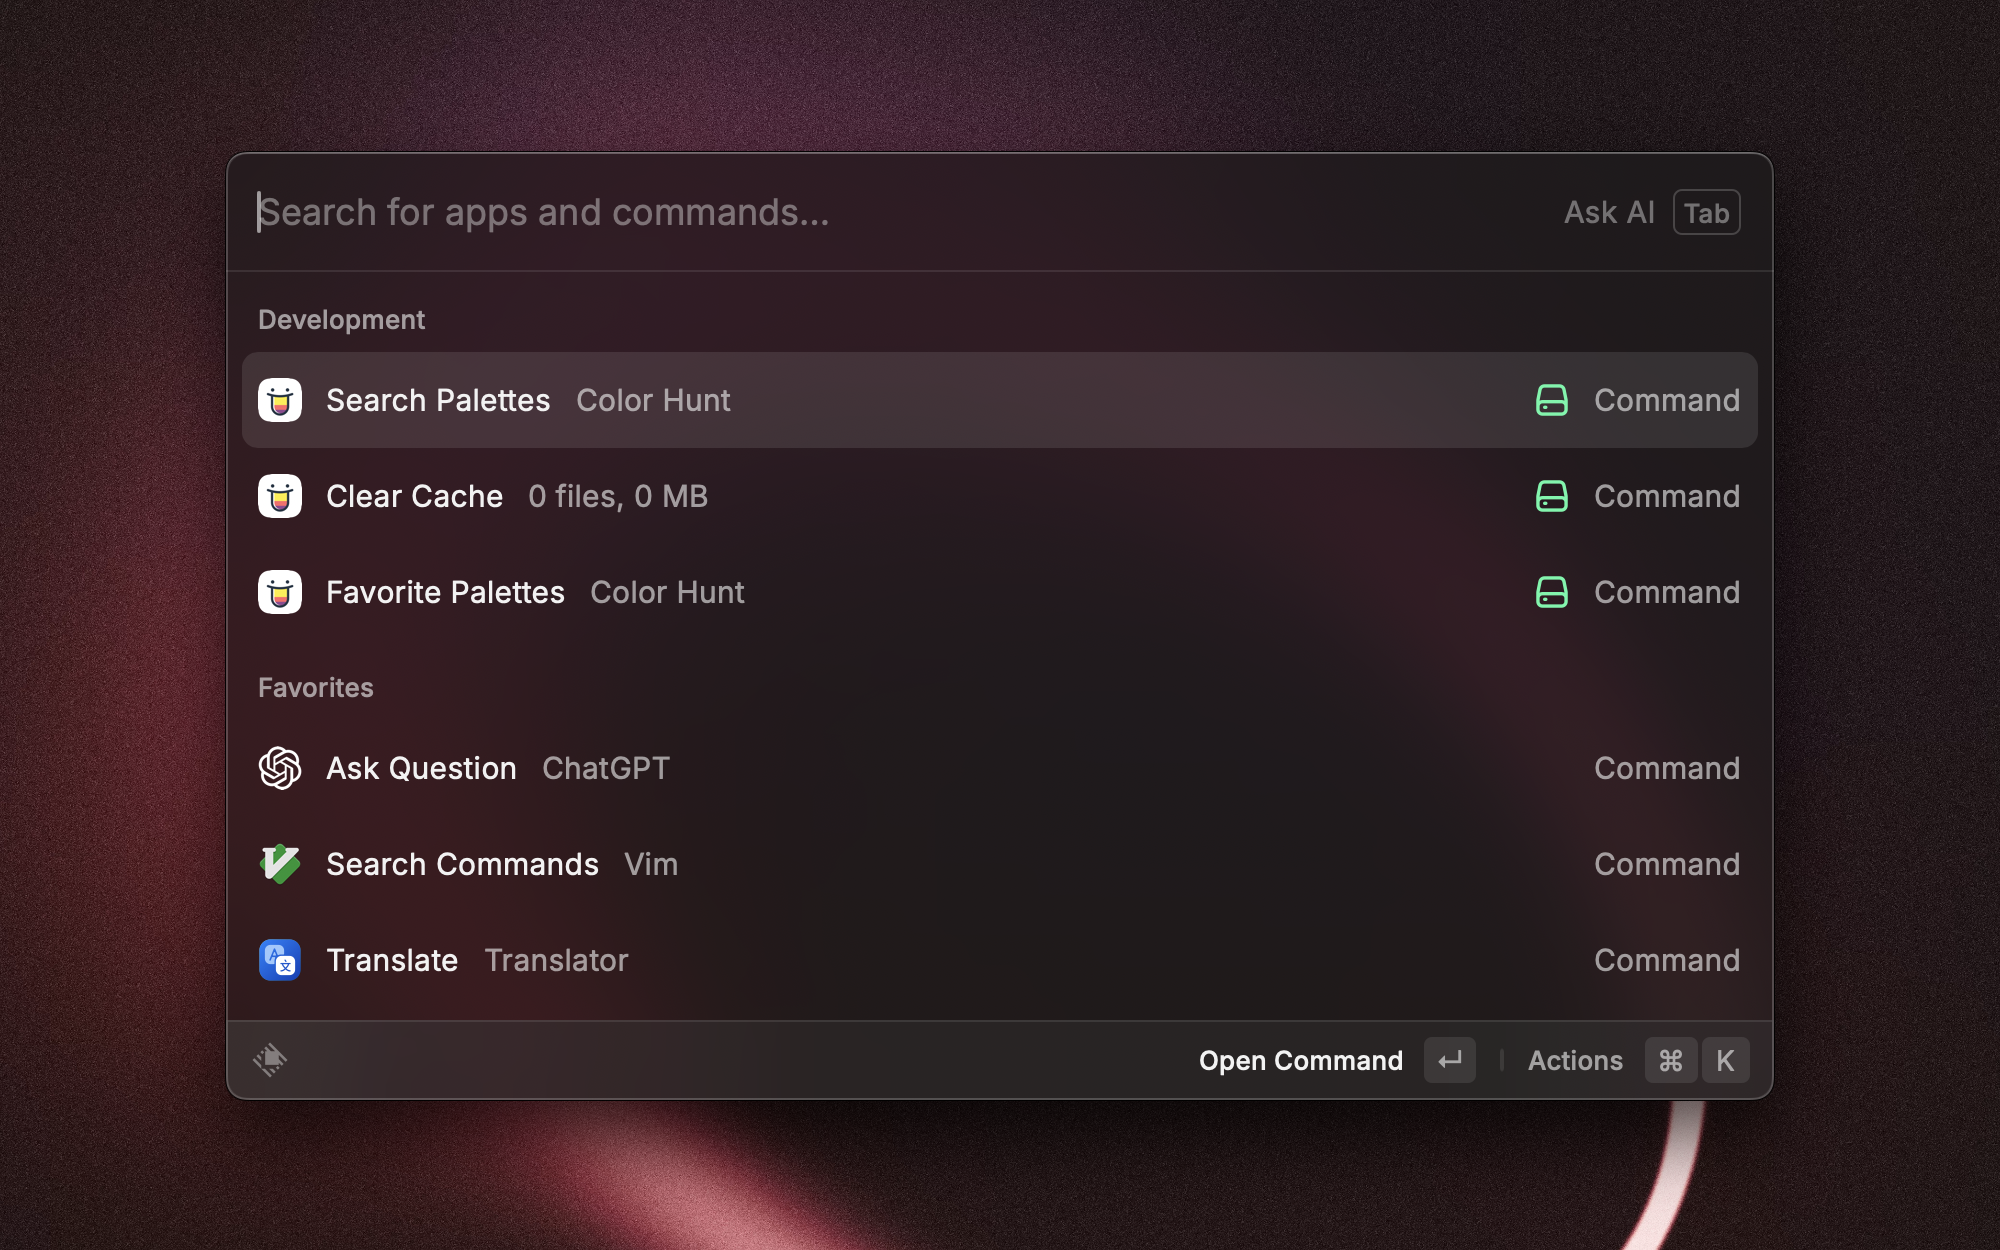 Search for apps and commands... Ask AI Tab
Development
Search Palettes Color Hunt Command
Clear Cache 0 files, 0 MB Command
Favorite Palettes Color Hunt Command
Favorites
Ask Question ChatGPT Command
Search Commands Vim Command
Translate Translator Command
Open Command ↵ Actions ⌘ K